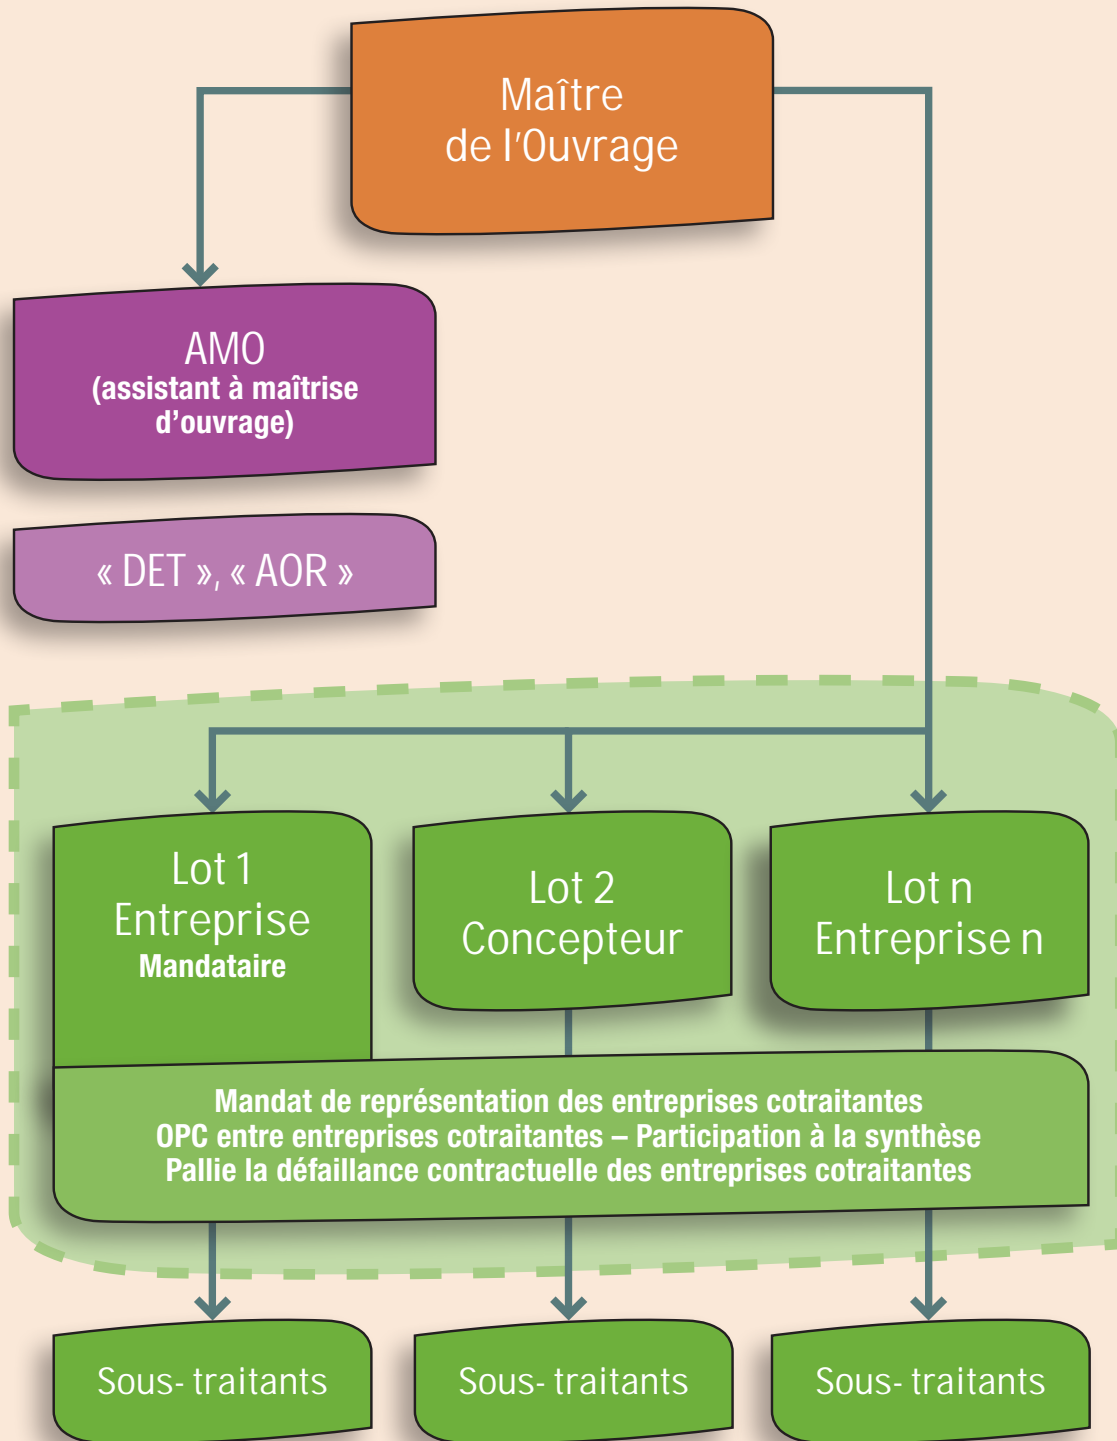 Maître
de l'Ouvrage
AMO
(assistant à maîtrise
d'ouvrage)
« DET », « AOR »
Lot 1
Entreprise
Mandataire
Lot 2
Concepteur
Lot n
Entreprise n
Mandat de représentation des entreprises cotraitantes
OPC entre entreprises cotraitantes – Participation à la synthèse
Pallie la défaillance contractuelle des entreprises cotraitantes
Sous- traitants
Sous- traitants
Sous- traitants